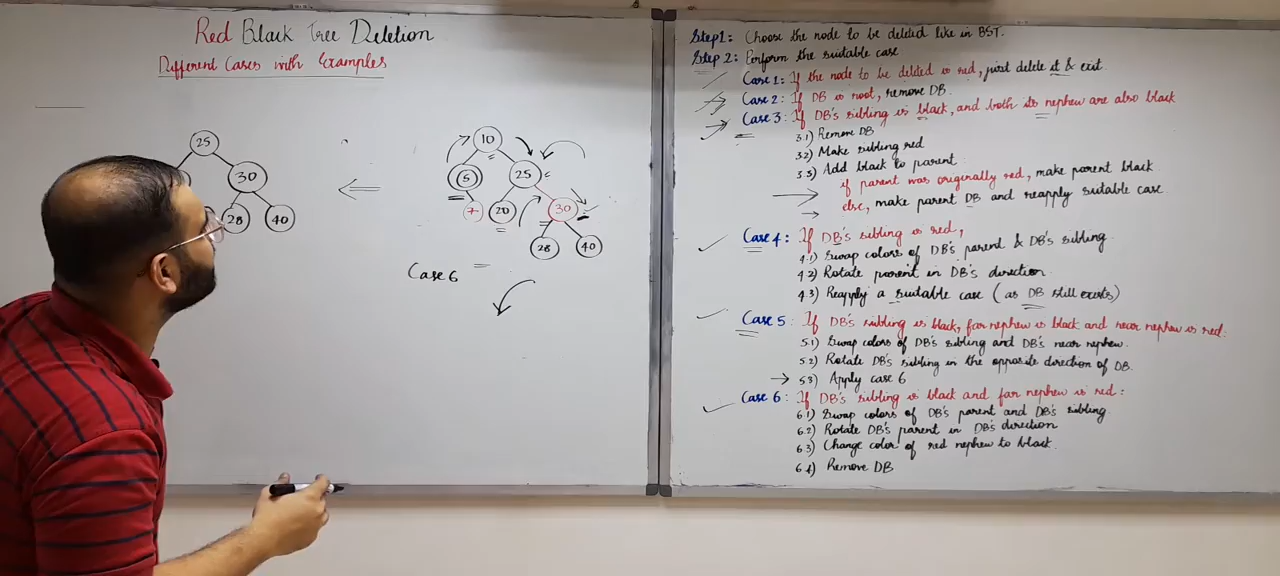 Red Black Tree Deletion
Different Cases with Examples
25
30
28
40
10
5
25
7
20
30
28
40
Case 6
Step1: Choose the node to be deleted like in BST.
Step 2: Perform the suitable case
Case 1: If the node to be deleted is red, just delete it & exit.
Case 2: If DB is root, remove DB.
Case 3: If DB's sibling is black, and both its nephew are also black
3.1) Remove DB
3.2) Make sibling red
3.3) Add black to parent
if parent was originally red, make parent black
else, make parent DB and reapply suitable case
Case 4: If DB's sibling is red,
4.1) Swap colors of DB's parent & DB's sibling
4.2) Rotate parent in DB's direction
4.3) Reapply a suitable case (as DB still exists)
Case 5: If DB's sibling is black, far nephew is black and near nephew is red.
5.1) Swap colors of DB's sibling and DB's near nephew.
5.2) Rotate DB's sibling in the opposite direction of DB.
5.3) Apply case 6
Case 6: If DB's sibling is black and far nephew is red:
6.1) Swap colors of DB's parent and DB's sibling
6.2) Rotate DB's parent in DB's direction
6.3) Change color of red nephew to black.
6.4) Remove DB